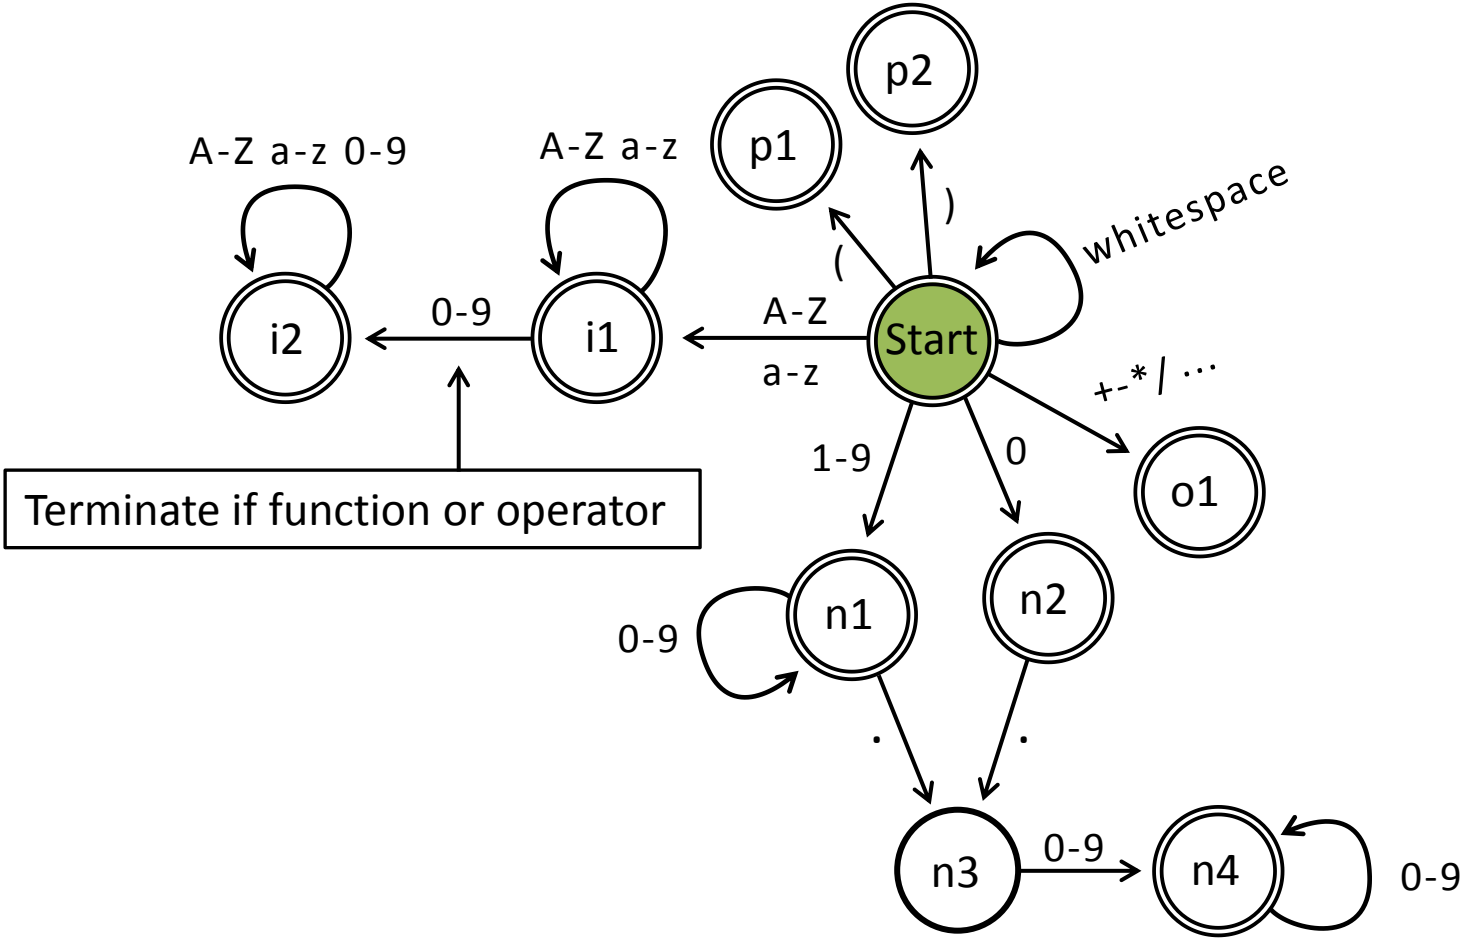 p2
p1
A-Z a-z 0-9
A-Z a-z
whitespace
)
(
A-Z
0-9
i2
i1
Start
a-z
+-*/ ...
1-9
0
Terminate if function or operator
o1
n1
n2
0-9
.
.
n3
0-9
n4
0-9